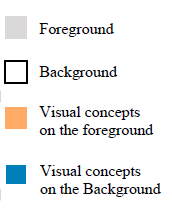 Foreground
Background
Visual concepts
on the foreground
Visual concepts
on the Background